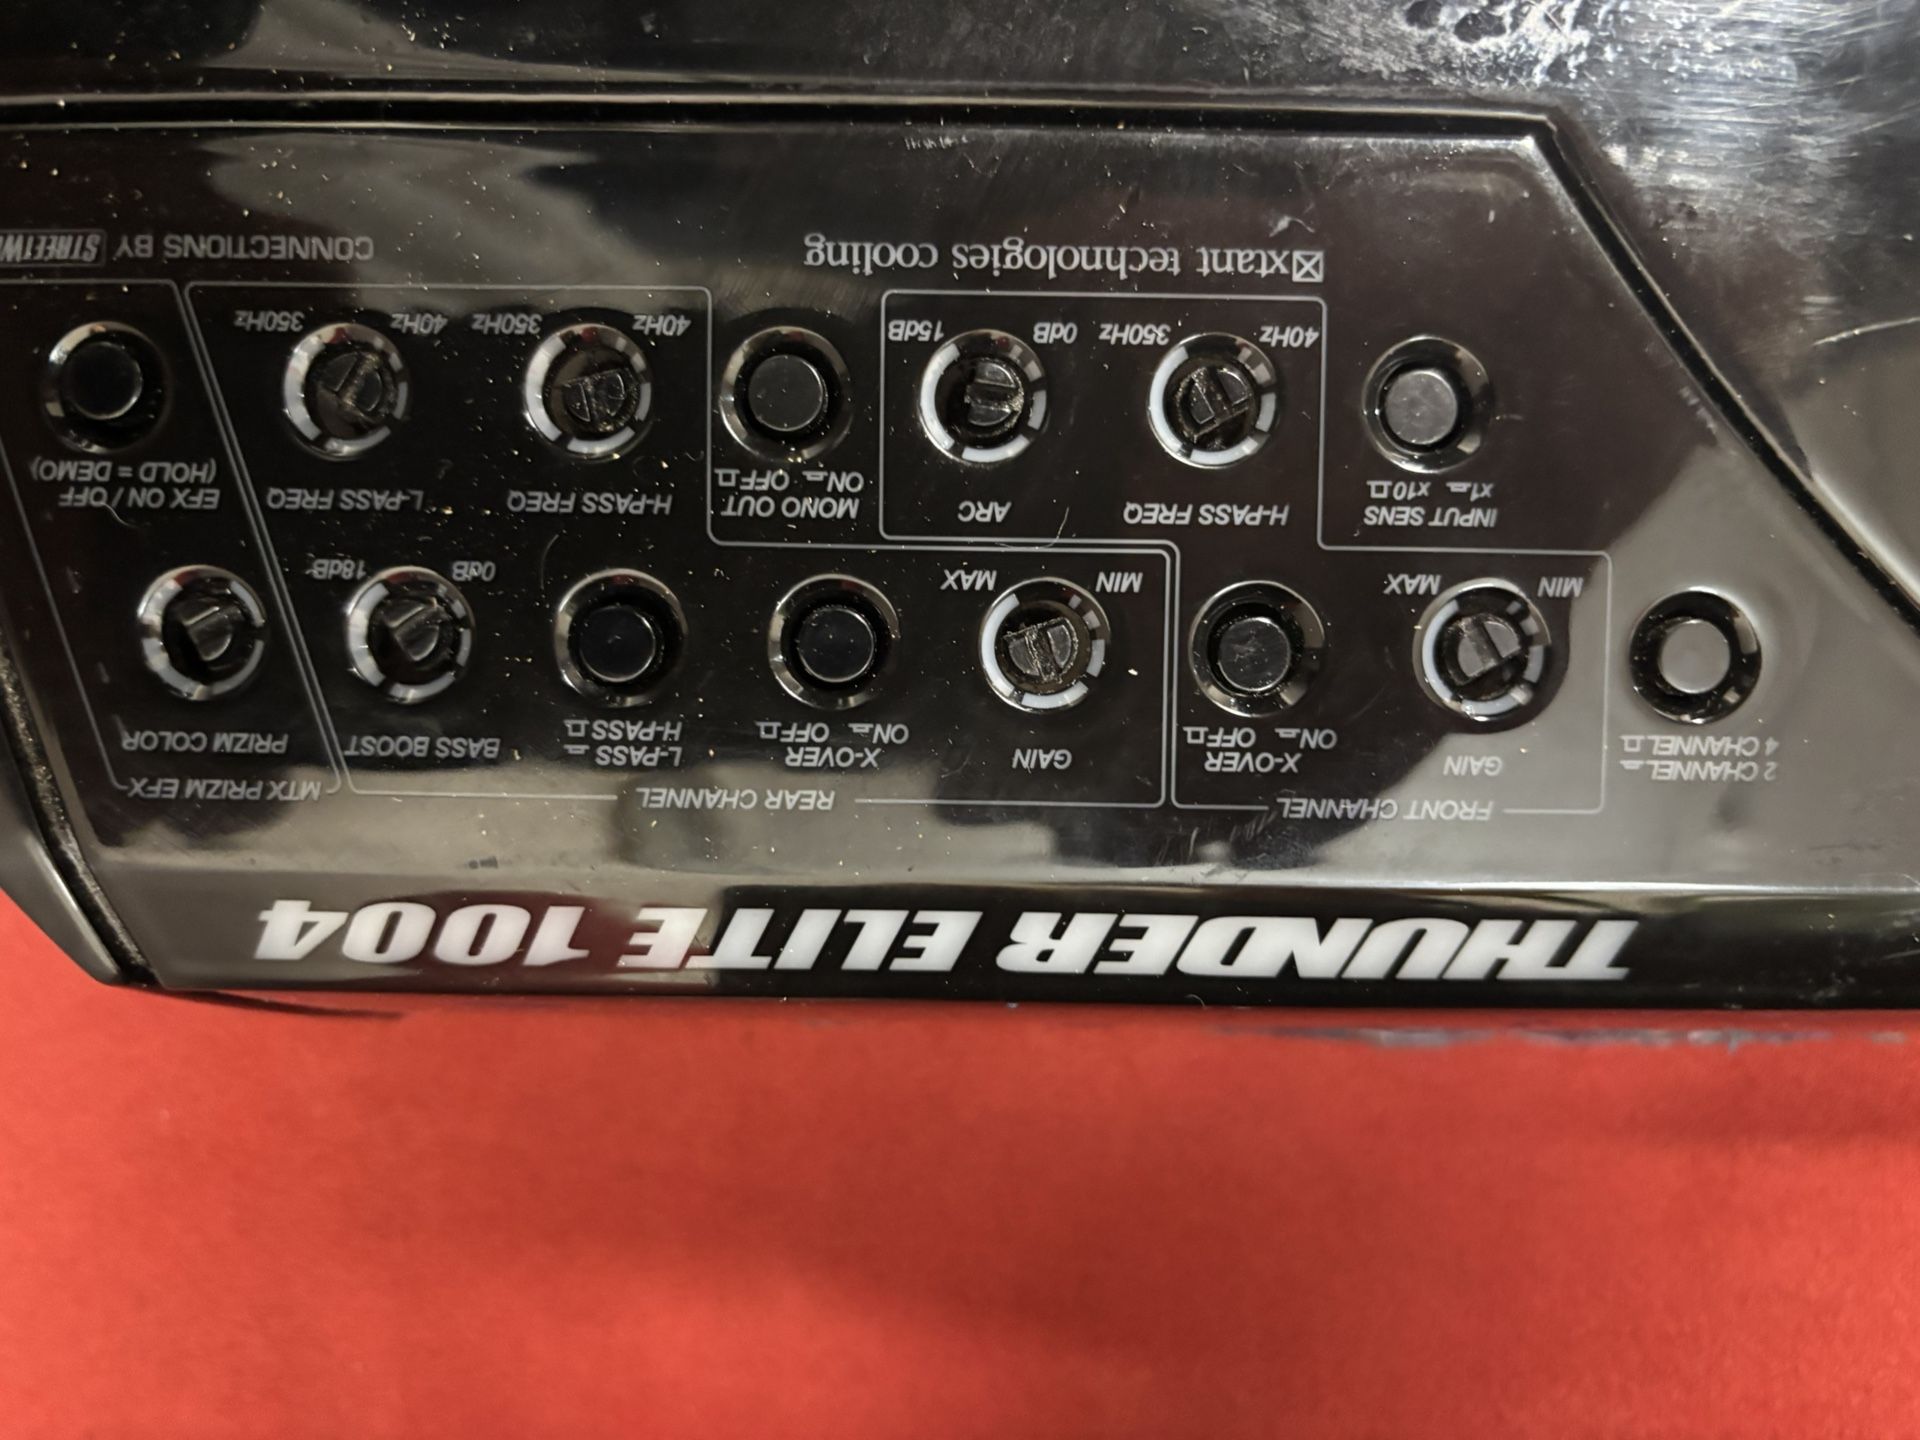 THUNDER ELITE 1004
FRONT CHANNEL
REAR CHANNEL
MTX PRIZM EFX
2 CHANNEL
4 CHANNEL
GAIN
MIN MAX
X-OVER
ON OFF
GAIN
MIN MAX
X-OVER
ON OFF
L-PASS
H-PASS
BASS BOOST
0dB 18dB
PRIZM COLOR
INPUT SENS
x1 x10
H-PASS FREQ
40Hz 350Hz
ARC
0dB 15dB
MONO OUT
ON OFF
H-PASS FREQ
40Hz 350Hz
L-PASS FREQ
40Hz 350Hz
EFX ON / OFF
(HOLD = DEMO)
xtant technologies cooling
CONNECTIONS BY